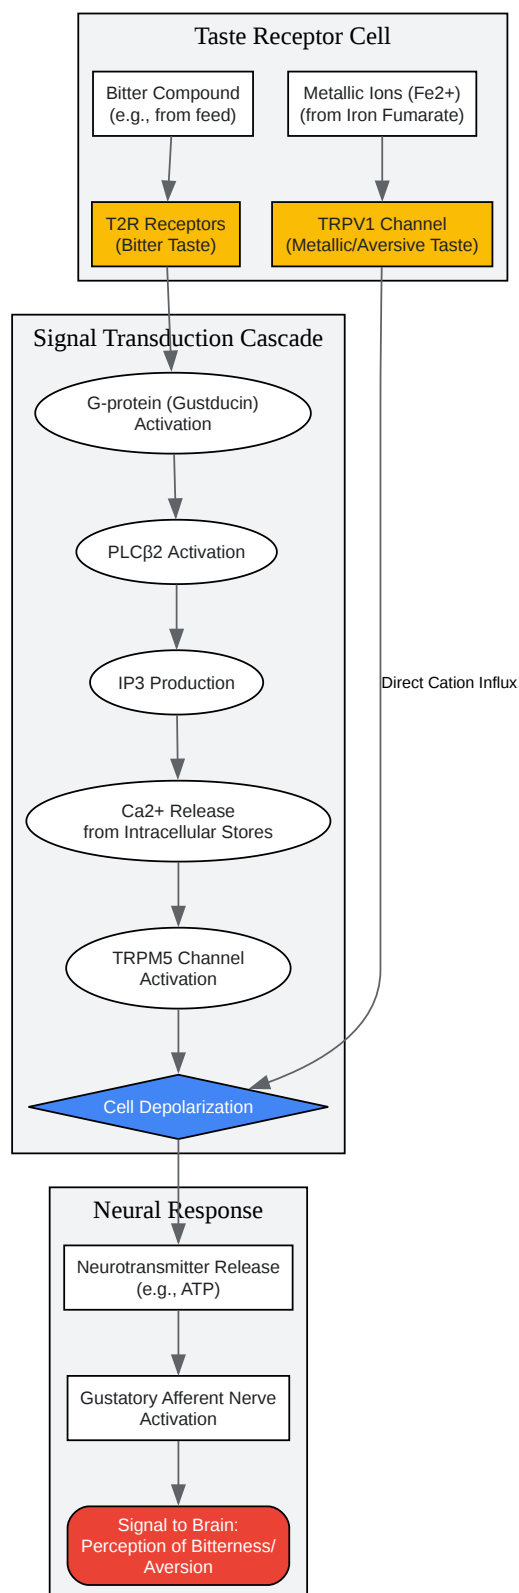 Taste Receptor Cell
Bitter Compound
(e.g., from feed)
Metallic Ions (Fe2+)
(from Iron Fumarate)
T2R Receptors
(Bitter Taste)
TRPV1 Channel
(Metallic/Aversive Taste)
Signal Transduction Cascade
G-protein (Gustducin)
Activation
PLCβ2 Activation
IP3 Production
Direct Cation Influx
Ca2+ Release
from Intracellular Stores
TRPM5 Channel
Activation
Cell Depolarization
Neural Response
Neurotransmitter Release
(e.g., ATP)
Gustatory Afferent Nerve
Activation
Signal to Brain:
Perception of Bitterness/
Aversion